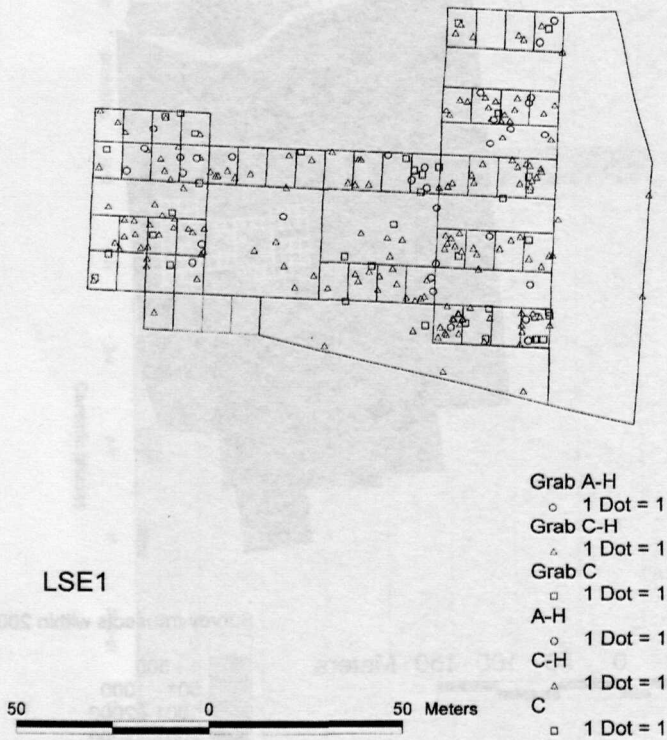 Grab A-H
○ 1 Dot = 1
Grab C-H
△ 1 Dot = 1
Grab C
□ 1 Dot = 1
A-H
○ 1 Dot = 1
C-H
△ 1 Dot = 1
C
□ 1 Dot = 1
LSE1
50 0 50 Meters